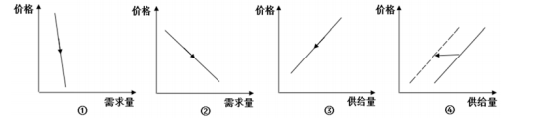 价格 价格 价格 价格
需求量 需求量 供给量 供给量
① ② ③ ④